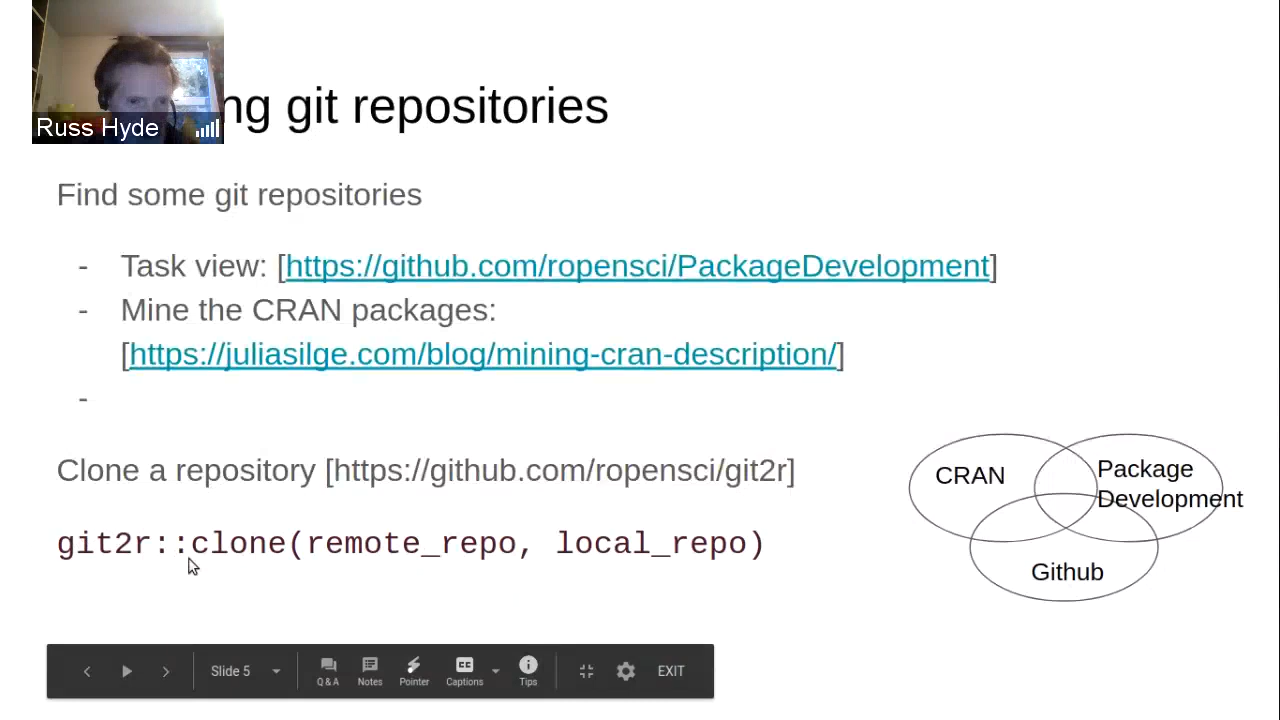 ng git repositories
Russ Hyde
Find some git repositories
- Task view: [https://github.com/ropensci/PackageDevelopment]
- Mine the CRAN packages:
[https://juliasilge.com/blog/mining-cran-description/]
-
Clone a repository [https://github.com/ropensci/git2r]
git2r::clone(remote_repo, local_repo)
CRAN
Package
Development
Github
Slide 5
Q & A
Notes
Pointer
CC
Captions
Tips
EXIT